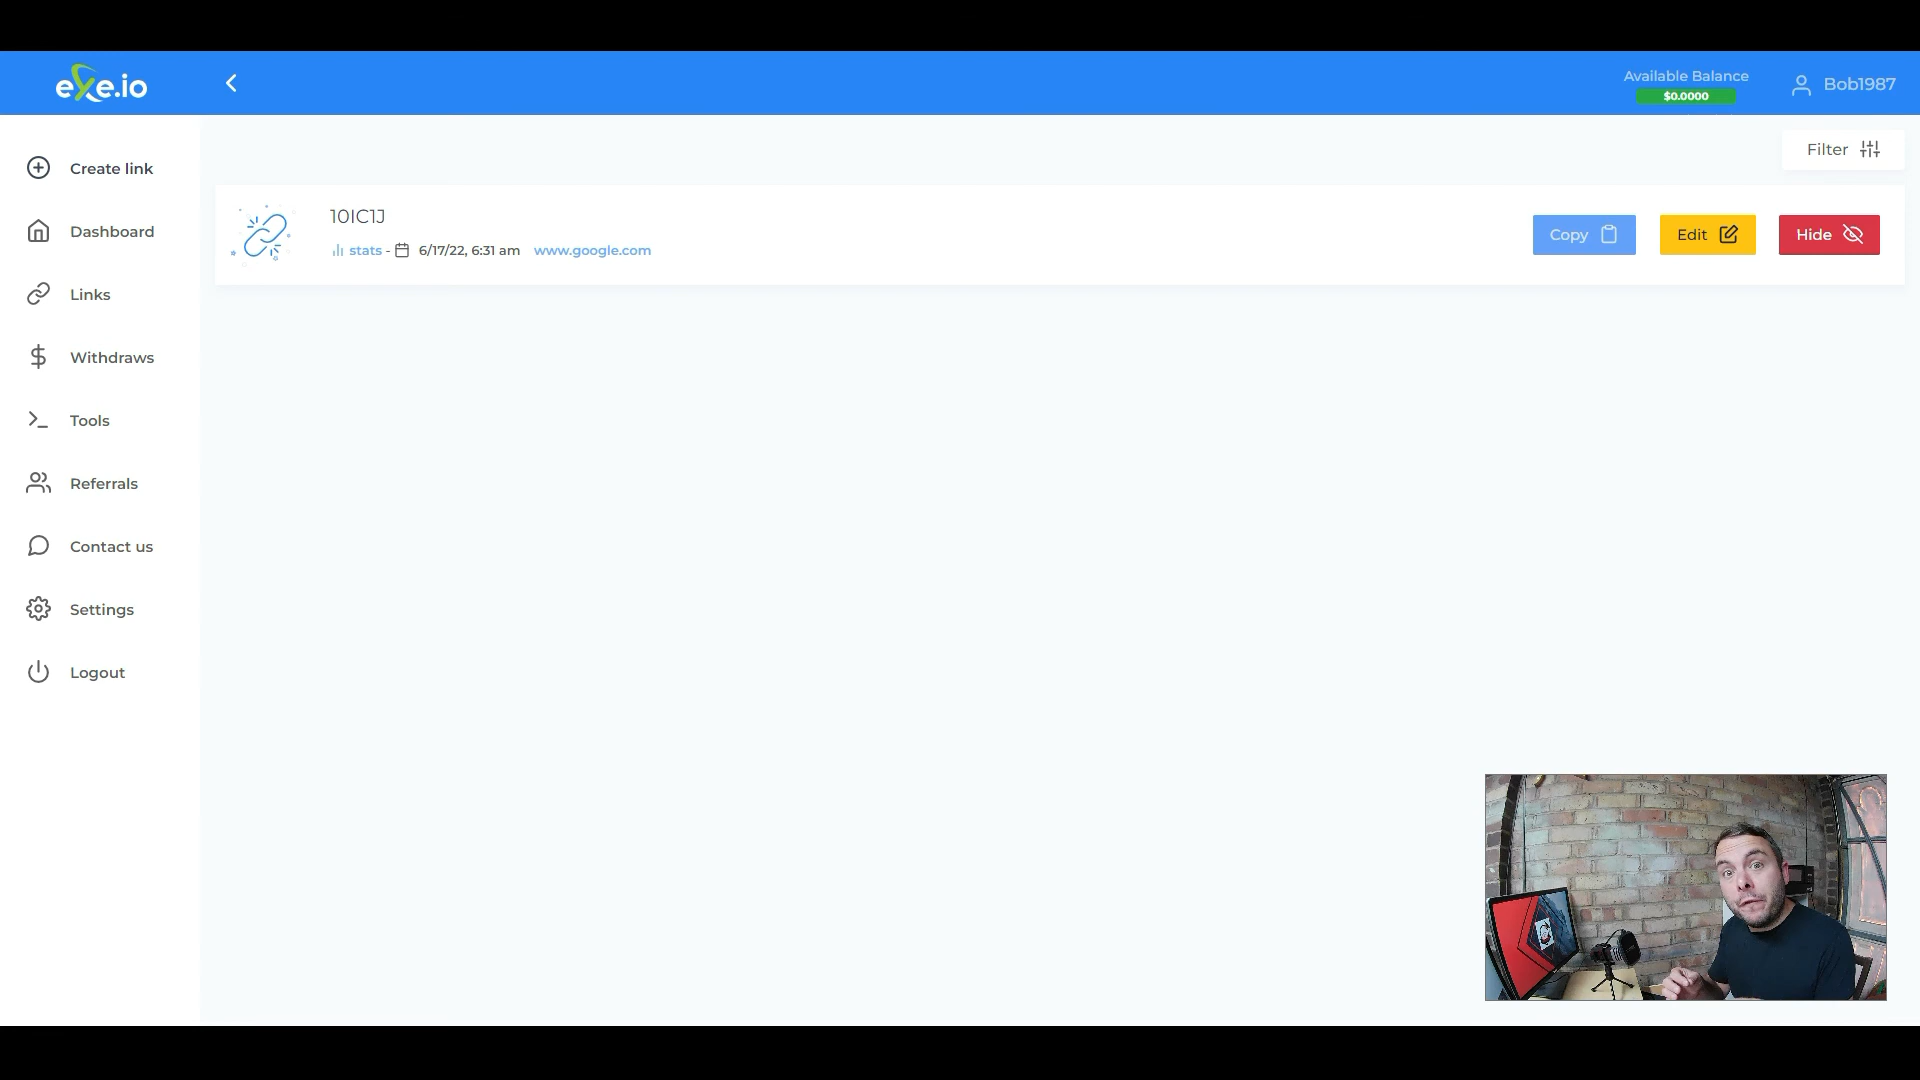 exe.io
Available Balance
$0.0000
Bob1987
Filter
Create link
Dashboard
Links
Withdraws
Tools
Referrals
Contact us
Settings
Logout
10IC1J
stats - 6/17/22, 6:31 am www.google.com
Copy
Edit
Hide